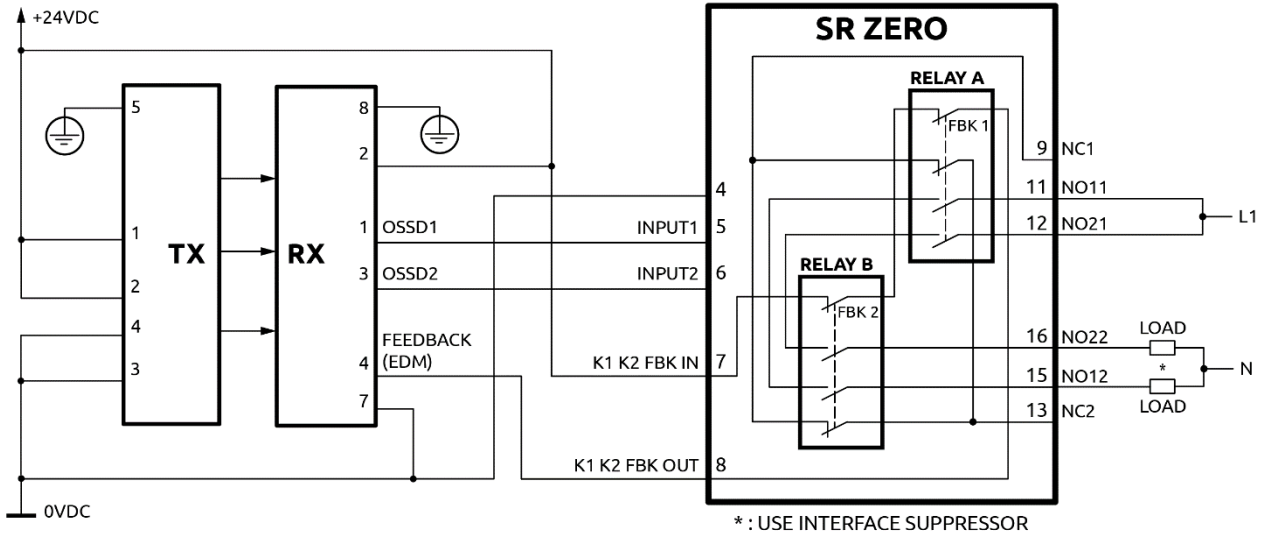 +24VDC
SR ZERO
RELAY A
5
8
FBK 1
2
9 NC1
4
11 NO11
1
1 OSSD1
INPUT1 5
12 NO21
L1
TX
RX
RELAY B
3 OSSD2
INPUT2 6
2
FBK 2
4
FEEDBACK
(EDM)
4
16 NO22
LOAD
3
K1 K2 FBK IN 7
*
N
15 NO12
LOAD
7
13 NC2
K1 K2 FBK OUT 8
0VDC
* : USE INTERFACE SUPPRESSOR